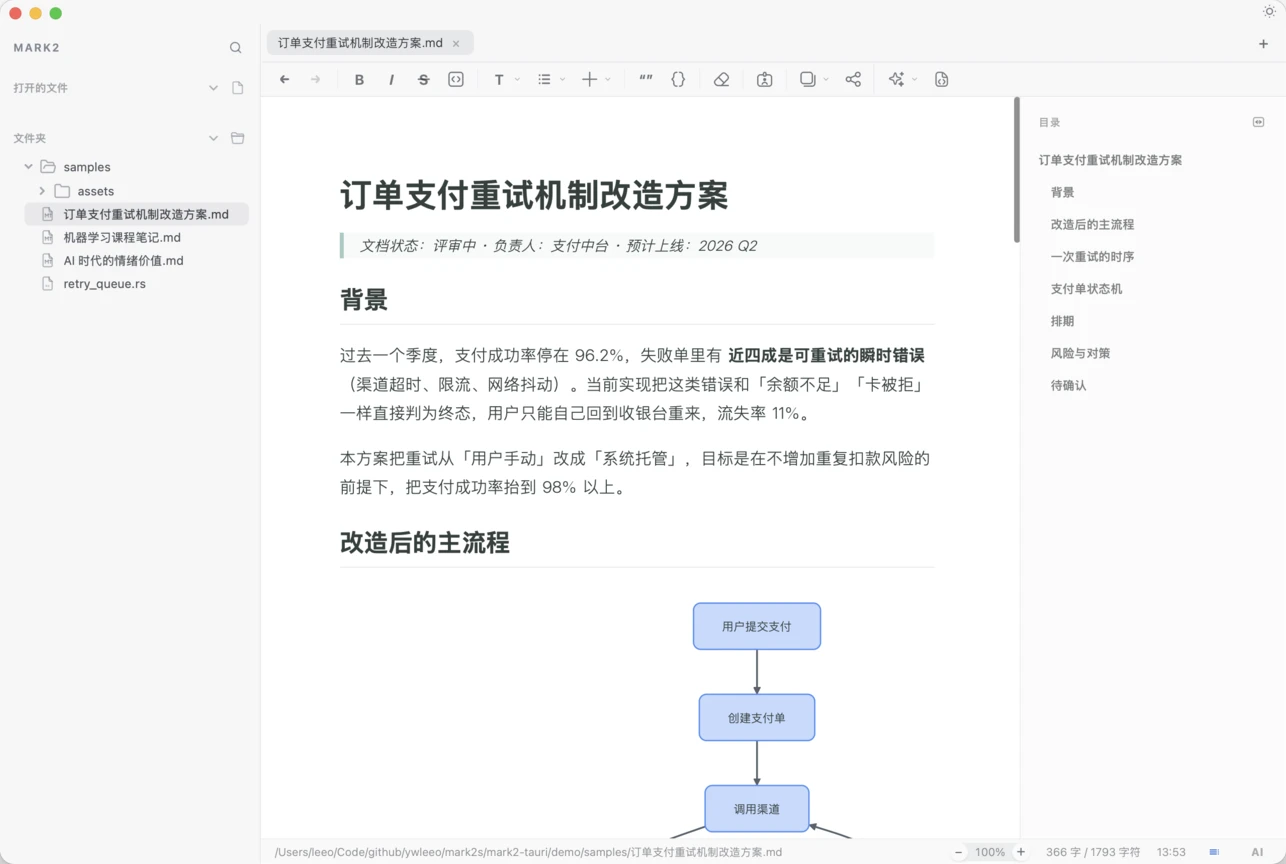 MARK2
打开的文件
文件夹
samples
assets
订单支付重试机制改造方案.md
机器学习课程笔记.md
AI 时代的情绪价值.md
retry_queue.rs
订单支付重试机制改造方案.md
B I S T “” {}
订单支付重试机制改造方案
文档状态：评审中 · 负责人：支付中台 · 预计上线：2026 Q2
背景
过去一个季度，支付成功率停在 96.2%，失败单里有 近四成是可重试的瞬时错误
（渠道超时、限流、网络抖动）。当前实现把这类错误和「余额不足」「卡被拒」
一样直接判为终态，用户只能自己回到收银台重来，流失率 11%。
本方案把重试从「用户手动」改成「系统托管」，目标是在不增加重复扣款风险的
前提下，把支付成功率抬到 98% 以上。
改造后的主流程
用户提交支付
创建支付单
调用渠道
目录
订单支付重试机制改造方案
背景
改造后的主流程
一次重试的时序
支付单状态机
排期
风险与对策
待确认
/Users/leeo/Code/github/ywleeo/mark2s/mark2-tauri/demo/samples/订单支付重试机制改造方案.md
− 100% + 366 字 / 1793 字符 13:53 AI